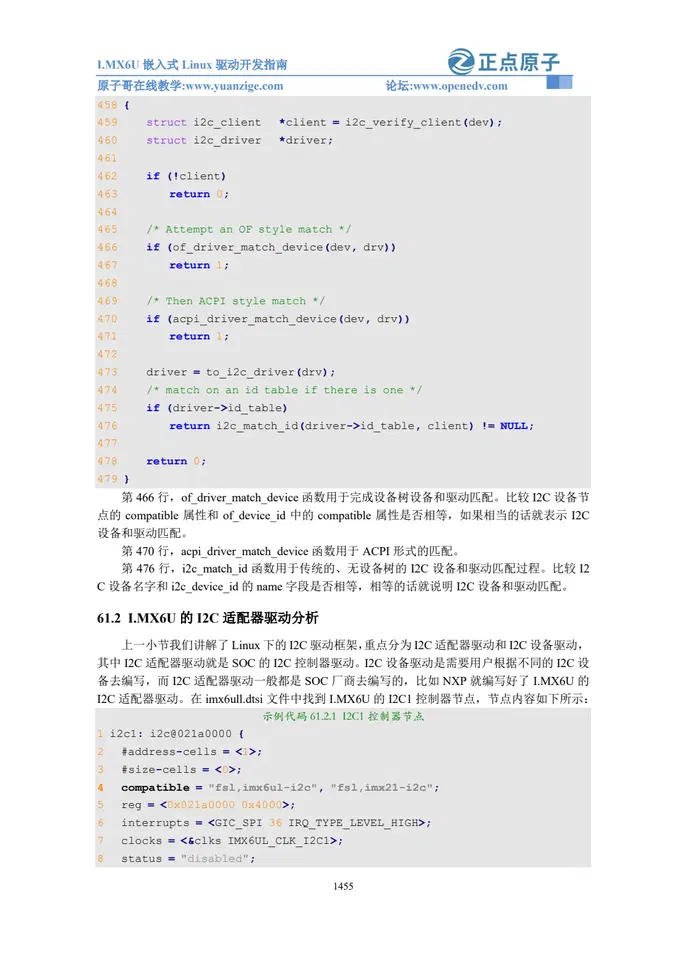 I.MX6U 嵌入式 Linux 驱动开发指南
正点原子
原子哥在线教学:www.yuanzige.com 论坛:www.openedv.com
458 {
459 struct i2c_client *client = i2c_verify_client(dev);
460 struct i2c_driver *driver;
461
462 if (!client)
463 return 0;
464
465 /* Attempt an OF style match */
466 if (of_driver_match_device(dev, drv))
467 return 1;
468
469 /* Then ACPI style match */
470 if (acpi_driver_match_device(dev, drv))
471 return 1;
472
473 driver = to_i2c_driver(drv);
474 /* match on an id table if there is one */
475 if (driver->id_table)
476 return i2c_match_id(driver->id_table, client) != NULL;
477
478 return 0;
479 }
第 466 行，of_driver_match_device 函数用于完成设备树设备和驱动匹配。比较 I2C 设备节
点的 compatible 属性和 of_device_id 中的 compatible 属性是否相等，如果相当的话就表示 I2C
设备和驱动匹配。
第 470 行，acpi_driver_match_device 函数用于 ACPI 形式的匹配。
第 476 行，i2c_match_id 函数用于传统的、无设备树的 I2C 设备和驱动匹配过程。比较 I2
C 设备名字和 i2c_device_id 的 name 字段是否相等，相等的话就说明 I2C 设备和驱动匹配。
61.2 I.MX6U 的 I2C 适配器驱动分析
上一小节我们讲解了 Linux 下的 I2C 驱动框架，重点分为 I2C 适配器驱动和 I2C 设备驱动，
其中 I2C 适配器驱动就是 SOC 的 I2C 控制器驱动。I2C 设备驱动是需要用户根据不同的 I2C 设
备去编写，而 I2C 适配器驱动一般都是 SOC 厂商去编写的，比如 NXP 就编写好了 I.MX6U 的
I2C 适配器驱动。在 imx6ull.dtsi 文件中找到 I.MX6U 的 I2C1 控制器节点，节点内容如下所示：
示例代码 61.2.1 I2C1 控制器节点
1 i2c1: i2c@021a0000 {
2 #address-cells = <1>;
3 #size-cells = <0>;
4 compatible = "fsl,imx6ul-i2c", "fsl,imx21-i2c";
5 reg = <0x021a0000 0x4000>;
6 interrupts = <GIC_SPI 36 IRQ_TYPE_LEVEL_HIGH>;
7 clocks = <&clks IMX6UL_CLK_I2C1>;
8 status = "disabled";
1455